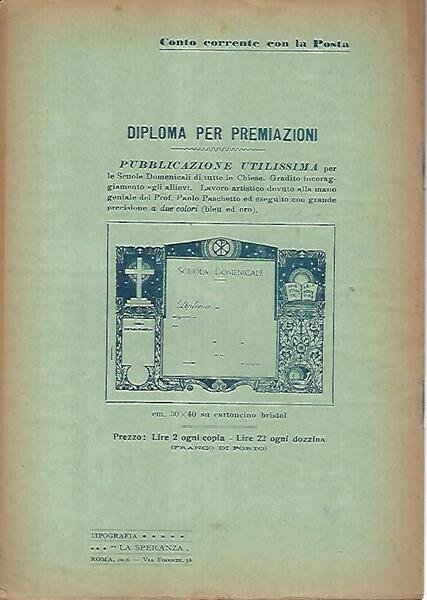 Conto corrente con la Posta
DIPLOMA PER PREMIAZIONI
PUBBLICAZIONE UTILISSIMA per
le Scuole Domenicali di tutte le Chiese. Gradito incorag-
giamento agli allievi. Lavoro artistico dovuto alla mano
geniale del Prof. Paolo Paschetto ed eseguito con grande
precisione a due colori (bleu ed oro).
SCUOLA DOMENICALE
Diploma
cm. 30×40 su cartoncino bristol
Prezzo: Lire 2 ogni copia - Lire 22 ogni dozzina
(FRANCO DI PORTO)
TIPOGRAFIA • • • • •
• • • "LA SPERANZA •
ROMA, 1916 — VIA FIRENZE, 38